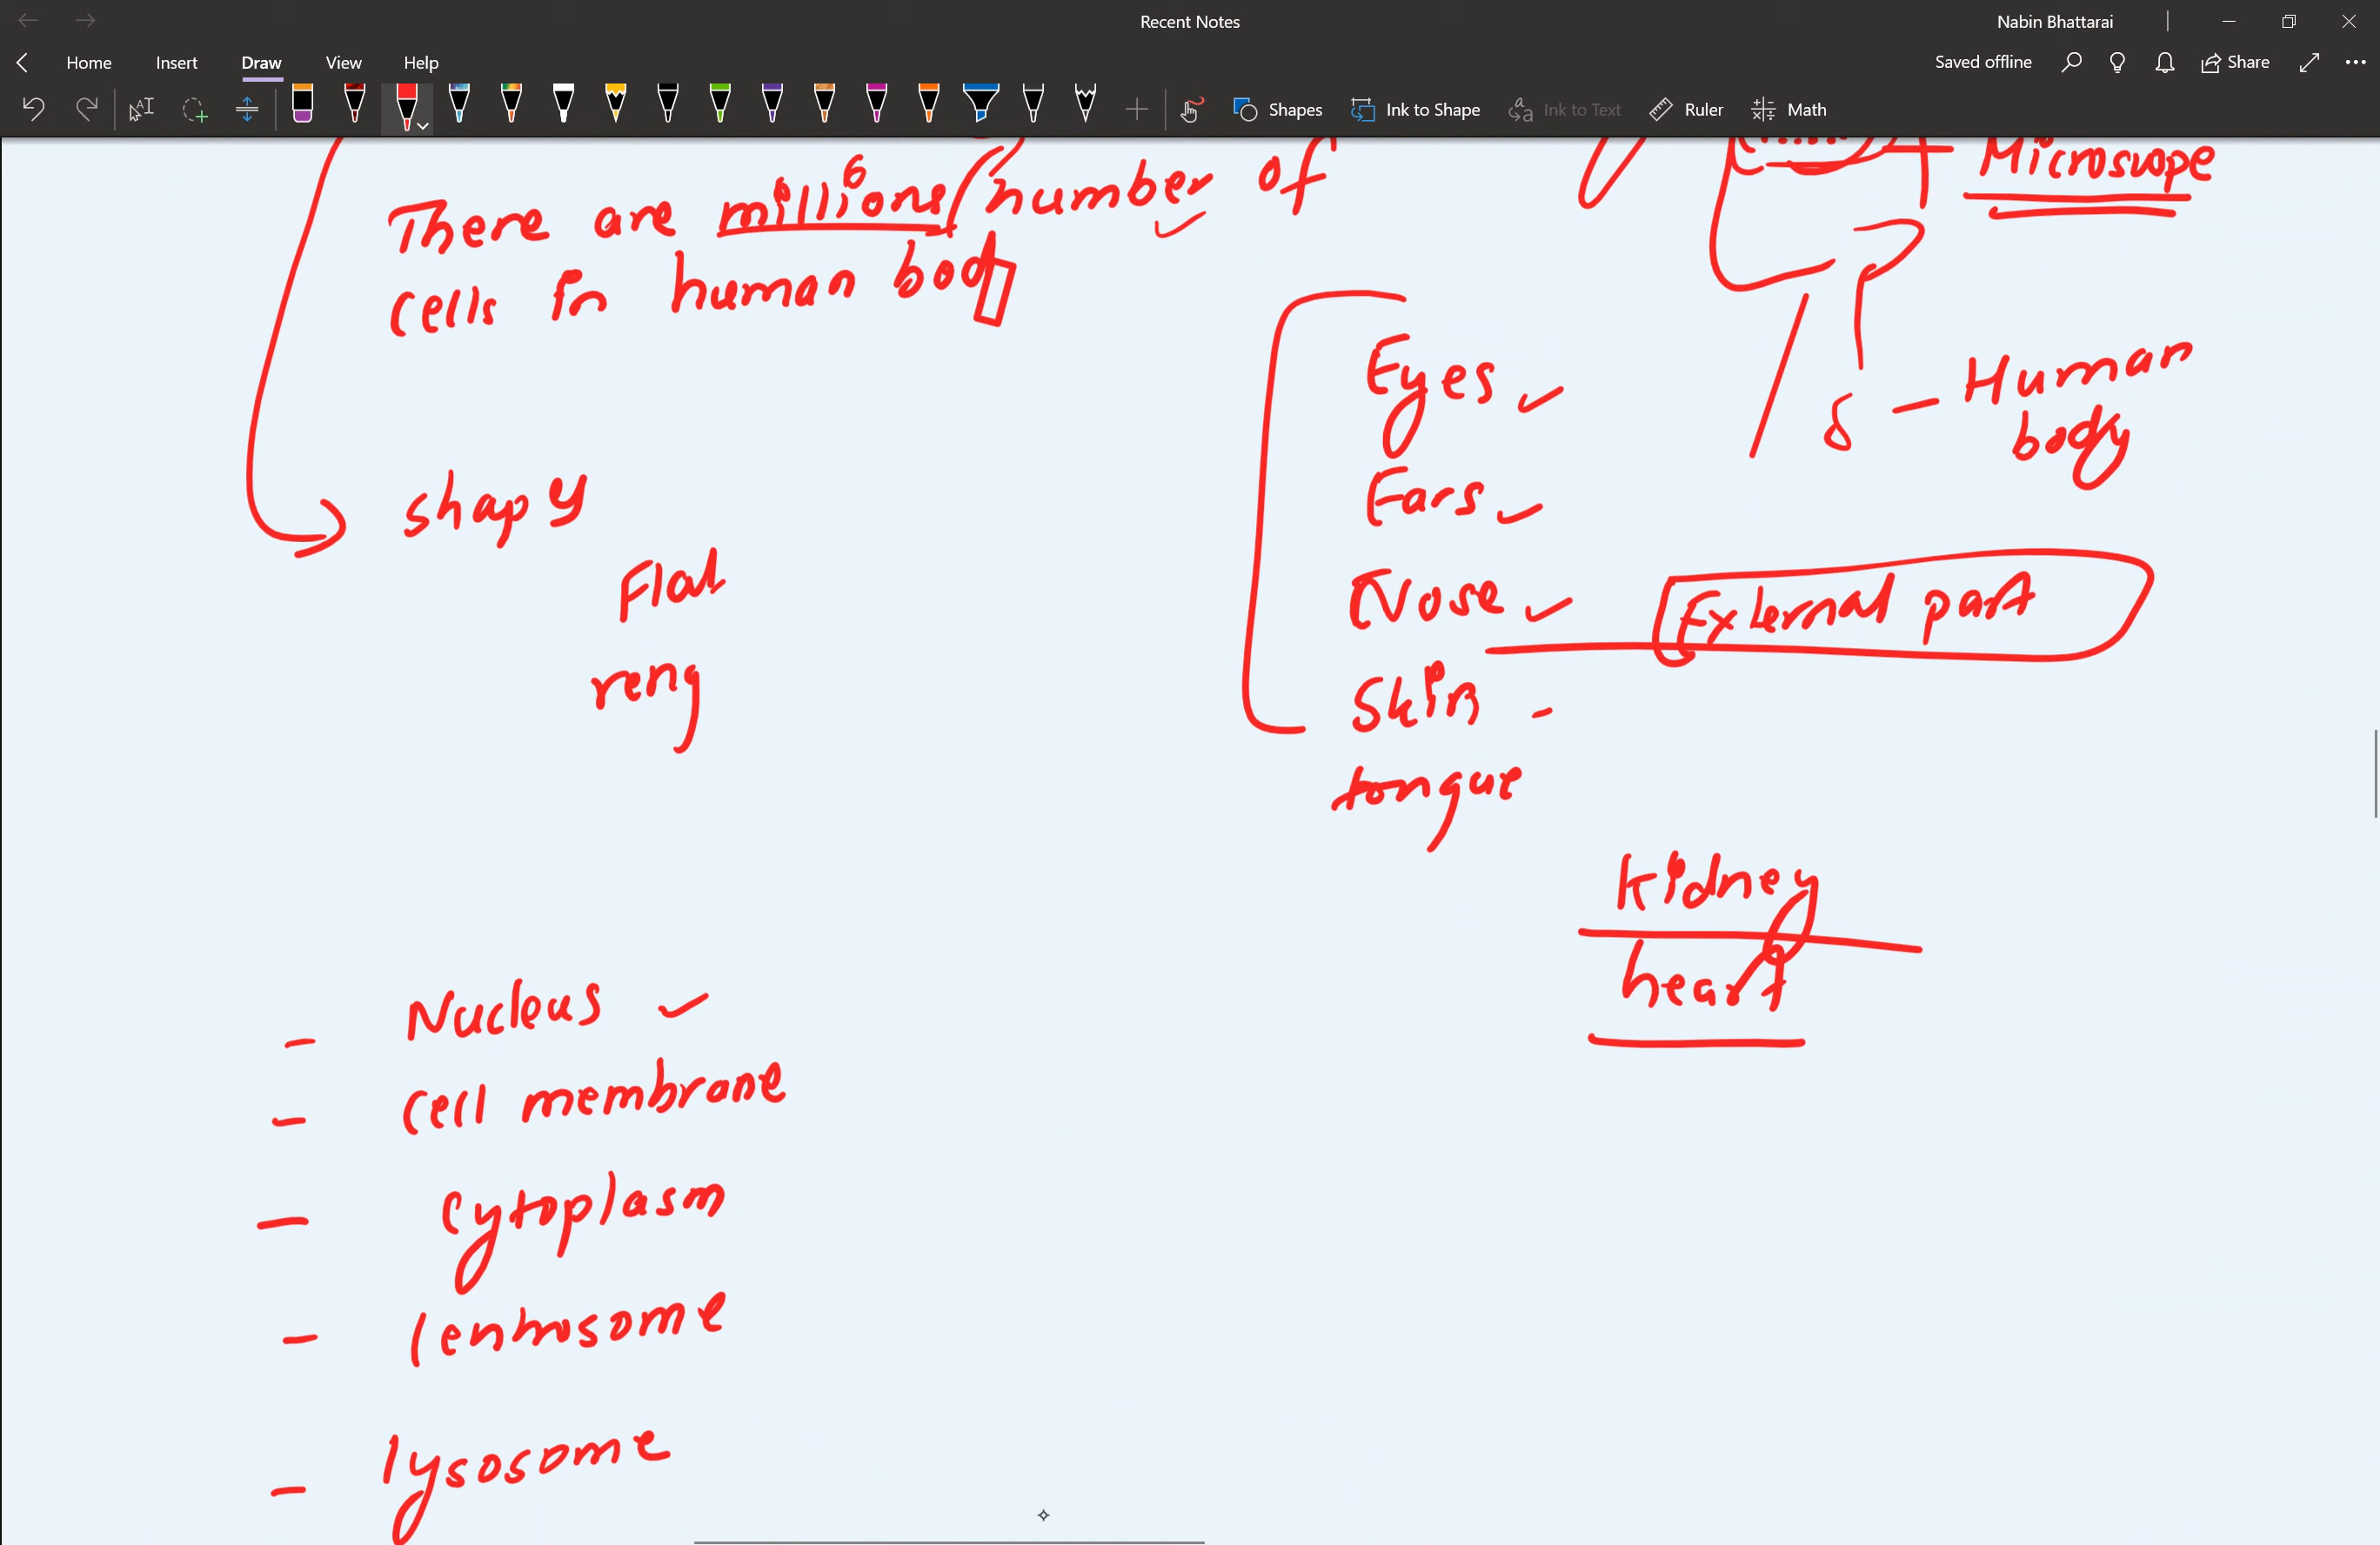 Recent Notes
Nabin Bhattarai
Home Insert Draw View Help
Saved offline
Share
Shapes Ink to Shape Ink to Text Ruler Math
There are millions number of
cells in human body
shape
Flat
Microscope
Human
body
Eyes
Ears
Nose
External part
Skin -
tongue
Kidney
heart
- Nucleus
- Cell membrane
- Cytoplasm
- Centrosome
- lysosome